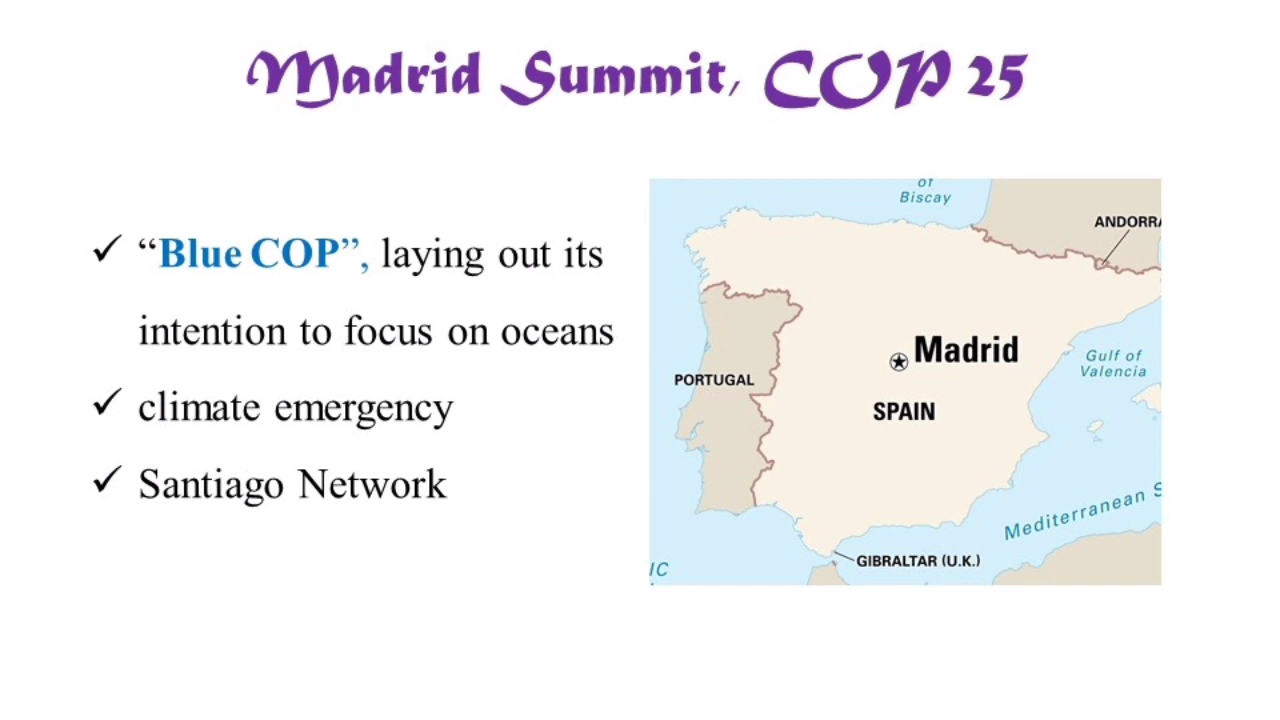 Madrid Summit, COP 25
✓ “Blue COP”, laying out its
intention to focus on oceans
✓ climate emergency
✓ Santiago Network
of
Biscay
ANDORRA
Madrid
Gulf of
Valencia
PORTUGAL
SPAIN
Mediterranean S
GIBRALTAR (U.K.)
IC